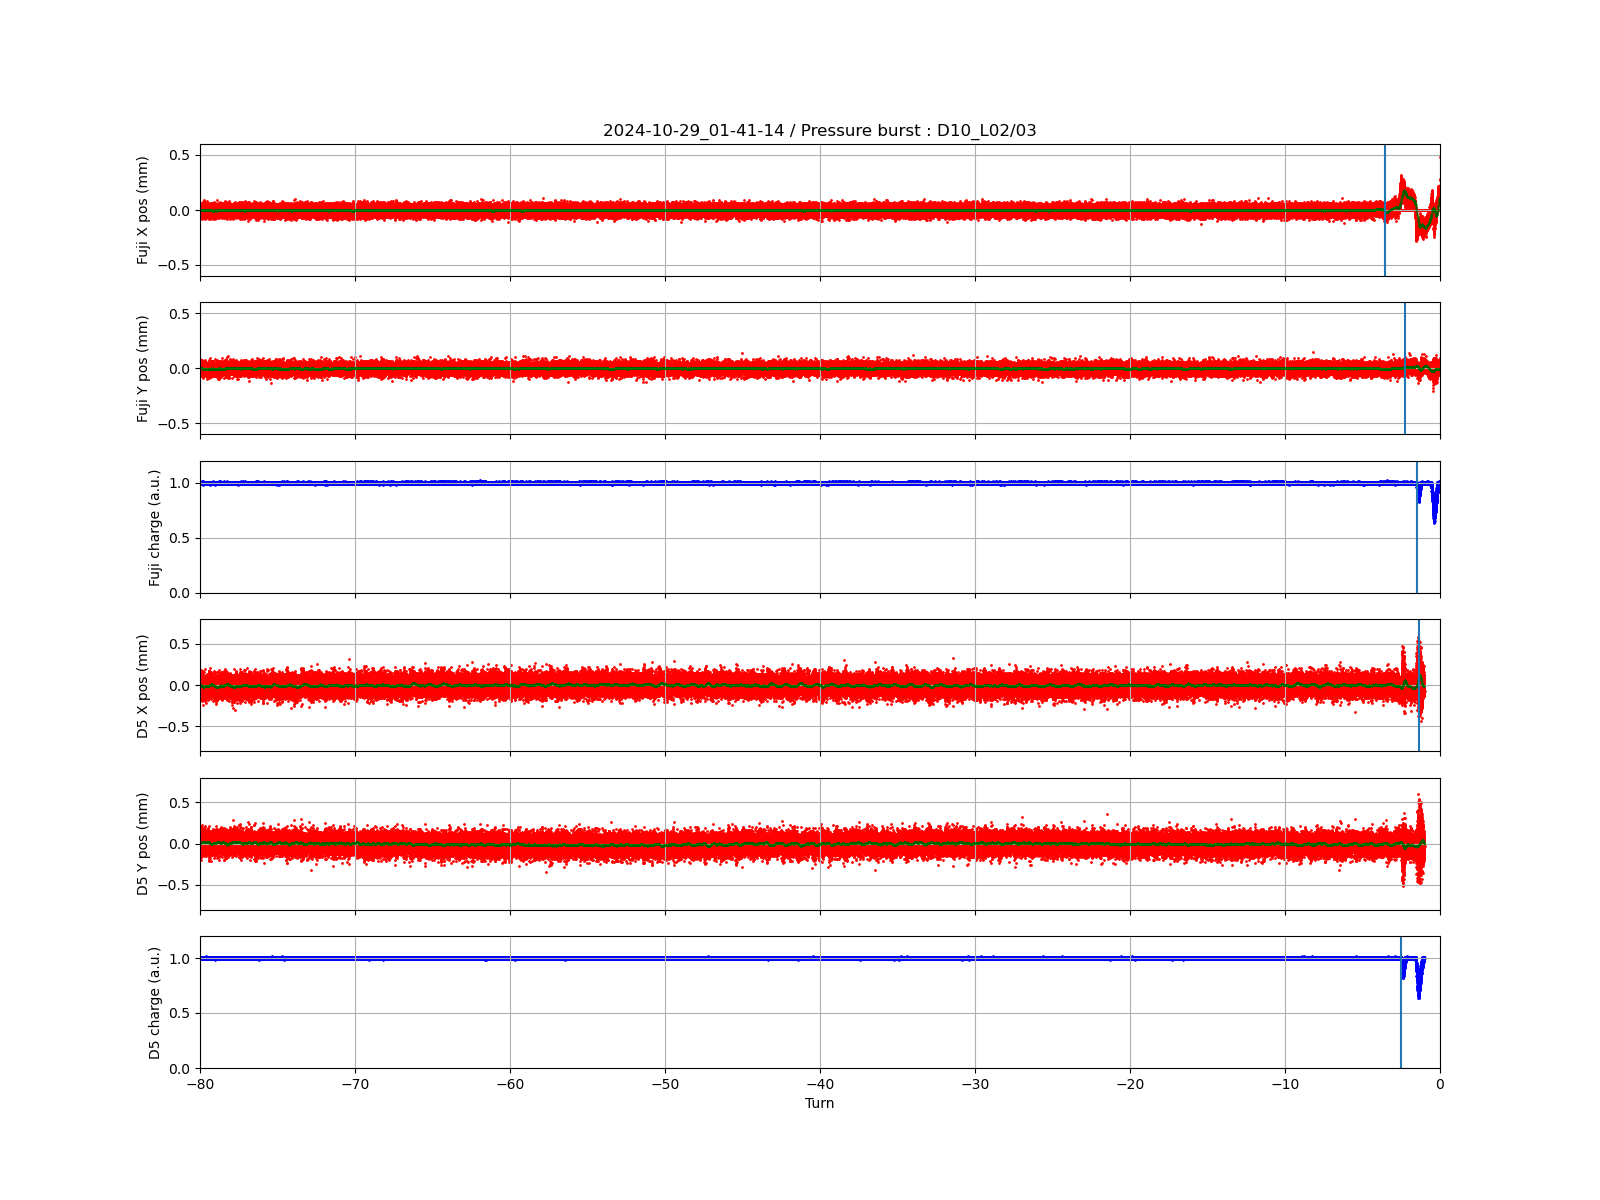 2024-10-29_01-41-14 / Pressure burst : D10_L02/03
Fuji X pos (mm)
0.5
0.0
−0.5
Fuji Y pos (mm)
0.5
0.0
−0.5
Fuji charge (a.u.)
1.0
0.5
0.0
D5 X pos (mm)
0.5
0.0
−0.5
D5 Y pos (mm)
0.5
0.0
−0.5
D5 charge (a.u.)
1.0
0.5
0.0
−80 −70 −60 −50 −40 −30 −20 −10 0
Turn